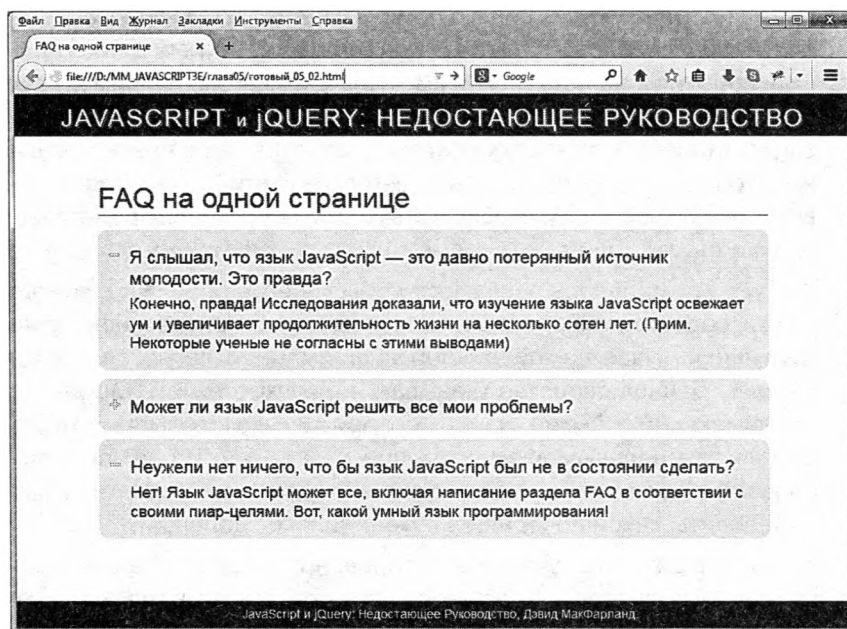 Файл Правка Вид Журнал Закладки Инструменты Справка
FAQ на одной странице × +
file:///D:/MM_JAVASCRIPT3E/глава05/готовый_05_02.html Google
JAVASCRIPT и jQUERY: НЕДОСТАЮЩЕЕ РУКОВОДСТВО
FAQ на одной странице
Я слышал, что язык JavaScript — это давно потерянный источник
молодости. Это правда?
Конечно, правда! Исследования доказали, что изучение языка JavaScript освежает
ум и увеличивает продолжительность жизни на несколько сотен лет. (Прим.
Некоторые ученые не согласны с этими выводами)
Может ли язык JavaScript решить все мои проблемы?
Неужели нет ничего, что бы язык JavaScript был не в состоянии сделать?
Нет! Язык JavaScript может все, включая написание раздела FAQ в соответствии с
своими пиар-целями. Вот, какой умный язык программирования!
JavaScript и jQuery: Недостающее Руководство, Дэвид МакФарланд.